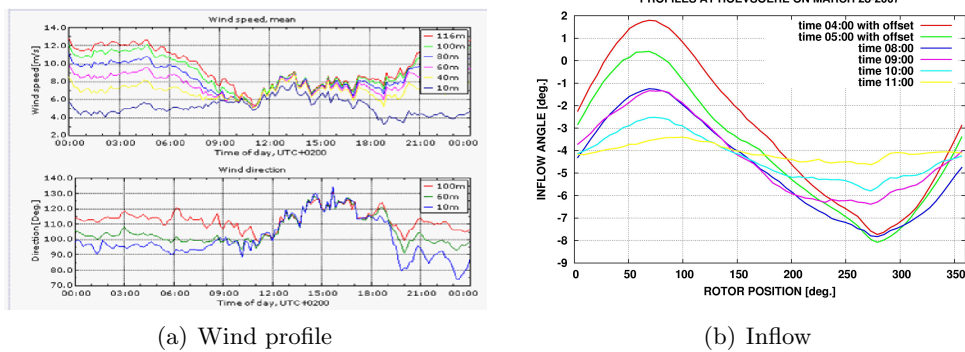 Wind speed, mean
Wind speed[m/s]
14.0
12.0
10.0
8.0
6.0
4.0
2.0
116m
100m
80m
60m
40m
10m
00:00 03:00 06:00 09:00 12:00 15:00 18:00 21:00 00:00
Time of day, UTC+0200
Wind direction
Direction[Deg.]
140.0
130.0
120.0
110.0
100.0
90.0
80.0
70.0
100m
60m
10m
00:00 03:00 06:00 09:00 12:00 15:00 18:00 21:00 00:00
Time of day, UTC+0200
(a) Wind profile
INFLOW ANGLE [deg.]
2
1
0
-1
-2
-3
-4
-5
-6
-7
-8
-9
time 04:00 with offset
time 05:00 with offset
time 08:00
time 09:00
time 10:00
time 11:00
0 50 100 150 200 250 300 350
ROTOR POSITION [deg.]
(b) Inflow